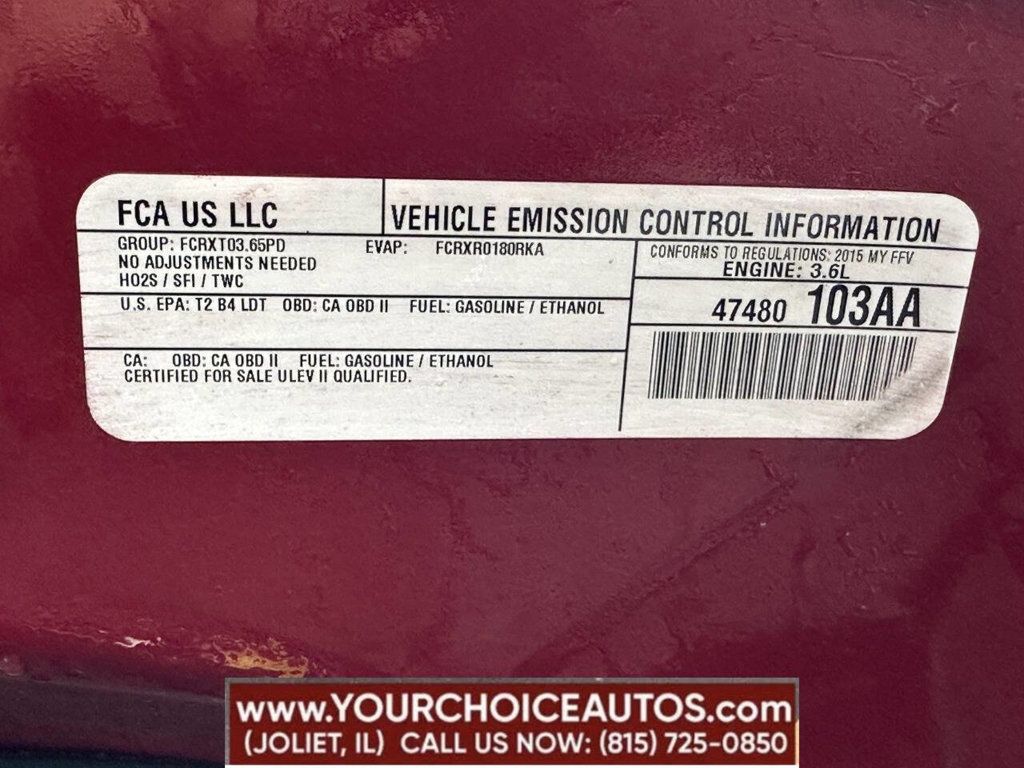 FCA US LLC
VEHICLE EMISSION CONTROL INFORMATION
GROUP: FCRXT03.65PD EVAP: FCRXR0180RKA
NO ADJUSTMENTS NEEDED
HO2S / SFI / TWC
CONFORMS TO REGULATIONS: 2015 MY FFV
ENGINE: 3.6L
U.S. EPA: T2 B4 LDT OBD: CA OBD II FUEL: GASOLINE / ETHANOL
47480 103AA
CA: OBD: CA OBD II FUEL: GASOLINE / ETHANOL
CERTIFIED FOR SALE ULEV II QUALIFIED.
www.YOURCHOICEAUTOS.com
(JOLIET, IL) CALL US NOW: (815) 725-0850